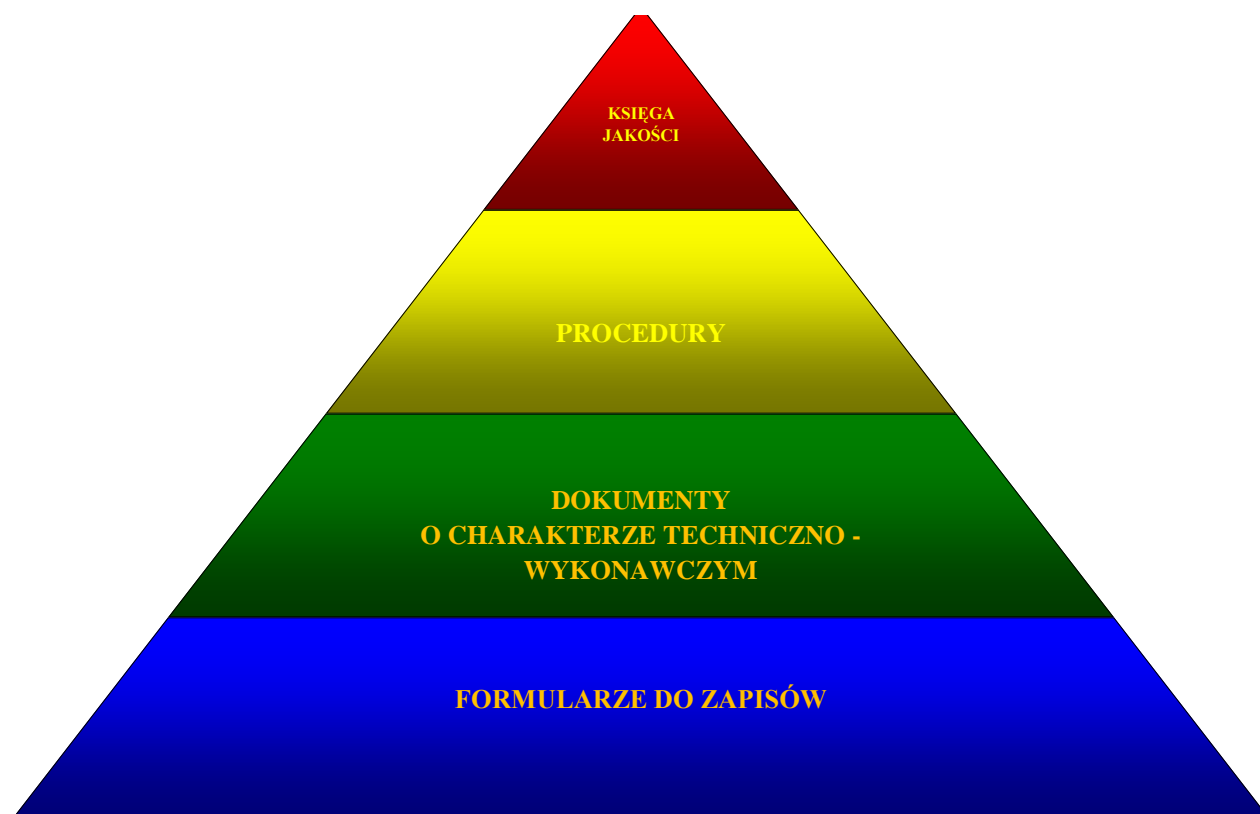 KSIĘGA
JAKOŚCI
PROCEDURY
DOKUMENTY
O CHARAKTERZE TECHNICZNO -
WYKONAWCZYM
FORMULARZE DO ZAPISÓW